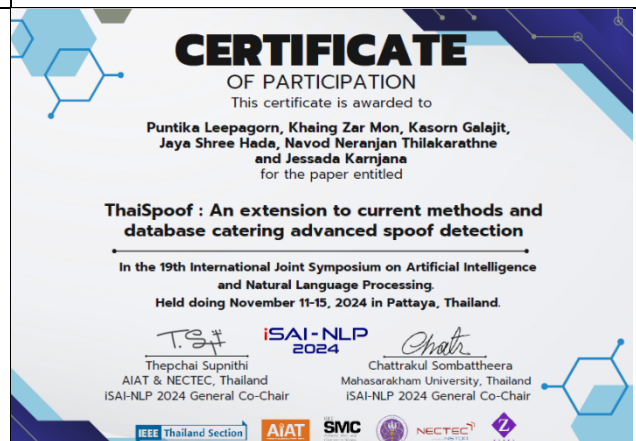 CERTIFICATE
OF PARTICIPATION
This certificate is awarded to
Puntika Leepagorn, Khaing Zar Mon, Kasorn Galajit,
Jaya Shree Hada, Navod Neranjan Thilakarathne
and Jessada Karnjana
for the paper entitled
ThaiSpoof : An extension to current methods and
database catering advanced spoof detection
In the 19th International Joint Symposium on Artificial Intelligence
and Natural Language Processing.
Held doing November 11-15, 2024 in Pattaya, Thailand.
iSAI-NLP
2024
Thepchai Supnithi
AIAT & NECTEC, Thailand
iSAI-NLP 2024 General Co-Chair
Chattrakul Sombattheera
Mahasarakham University, Thailand
iSAI-NLP 2024 General Co-Chair
IEEE Thailand Section
AiAT
IEEE
SMC
NECTEC
NSTDA
Z